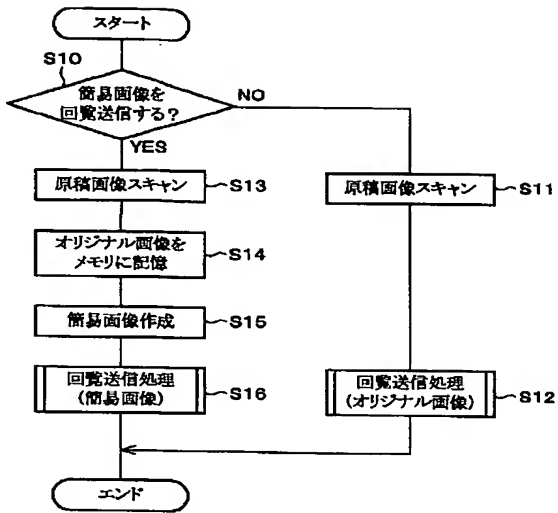 スタート
S10
簡易画像を
回覧送信する?
NO
YES
原稿画像スキャン
S13
原稿画像スキャン
S11
オリジナル画像を
メモリに記憶
S14
簡易画像作成
S15
回覧送信処理
(簡易画像)
S16
回覧送信処理
(オリジナル画像)
S12
エンド